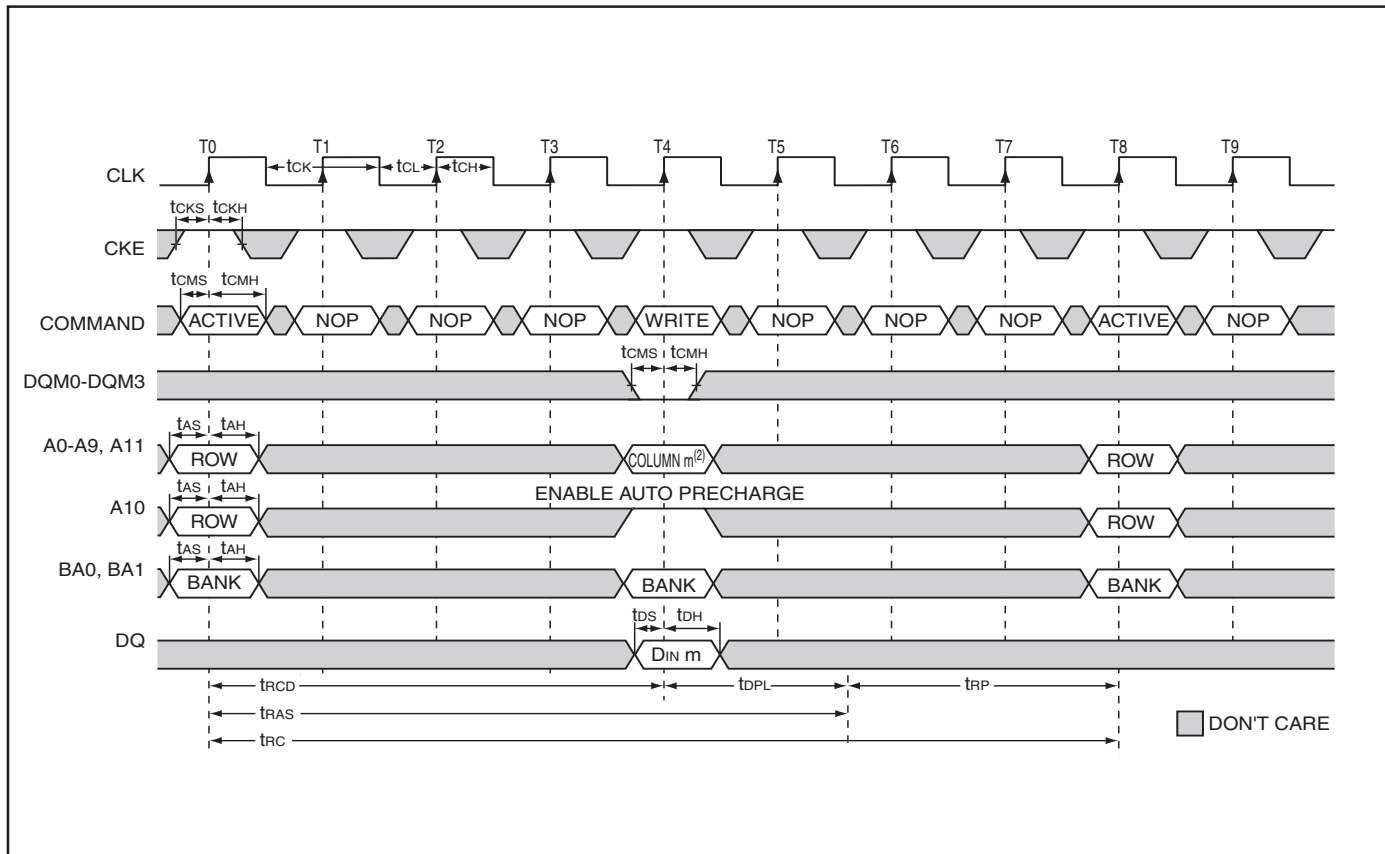 T0 T1 T2 T3 T4 T5 T6 T7 T8 T9
tCK tCL tCH
CLK
tCKS tCKH
CKE
tCMS tCMH
COMMAND ACTIVE NOP NOP NOP WRITE NOP NOP NOP ACTIVE NOP
tCMS tCMH
DQM0-DQM3
tAS tAH
A0-A9, A11 ROW COLUMN m(2) ROW
tAS tAH ENABLE AUTO PRECHARGE
A10 ROW ROW
tAS tAH
BA0, BA1 BANK BANK BANK
tDS tDH
DQ DIN m
tRCD tDPL tRP
tRAS
DON'T CARE
tRC